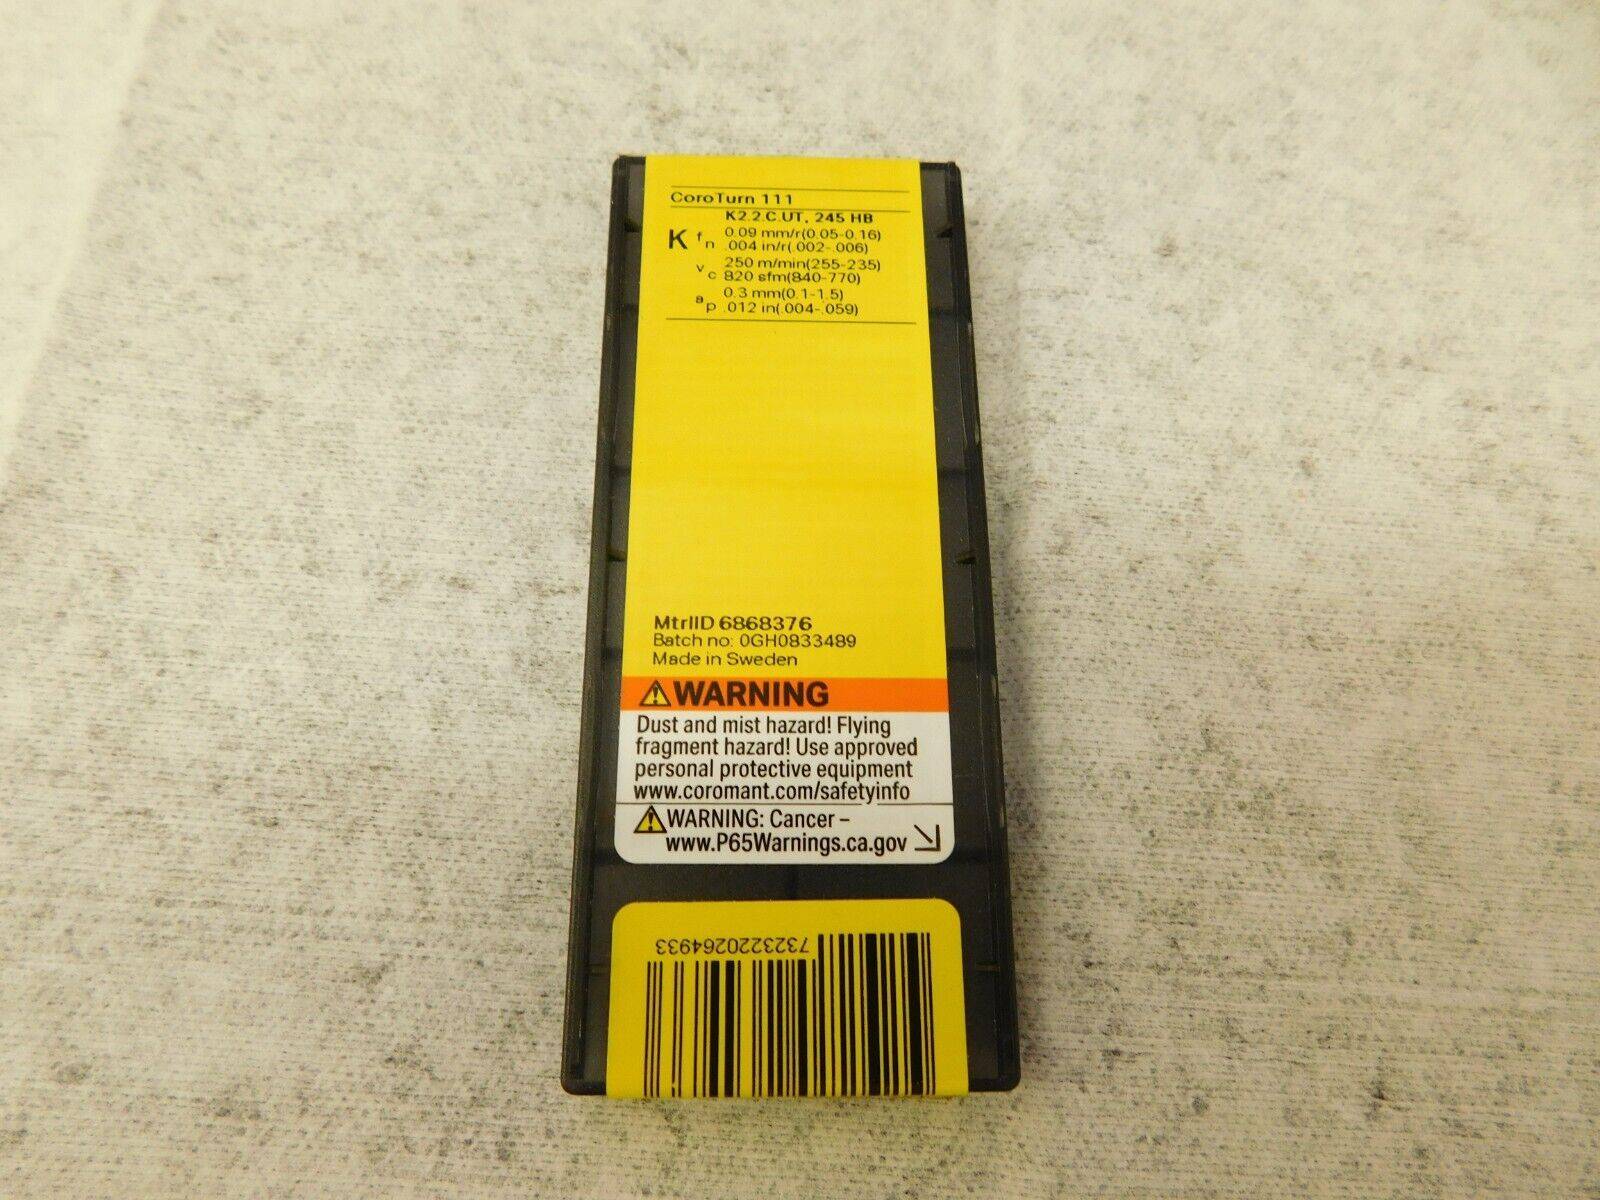 CoroTurn 111
K2.2.C.UT, 245 HB
K fn 0.09 mm/r(0.05-0.16)
.004 in/r(.002-.006)
vc 250 m/min(255-235)
820 sfm(840-770)
ap 0.3 mm(0.1-1.5)
.012 in(.004-.059)
MtrlID 6868376
Batch no: 0GH0833489
Made in Sweden
WARNING
Dust and mist hazard! Flying
fragment hazard! Use approved
personal protective equipment
www.coromant.com/safetyinfo
WARNING: Cancer –
www.P65Warnings.ca.gov
7323220264933